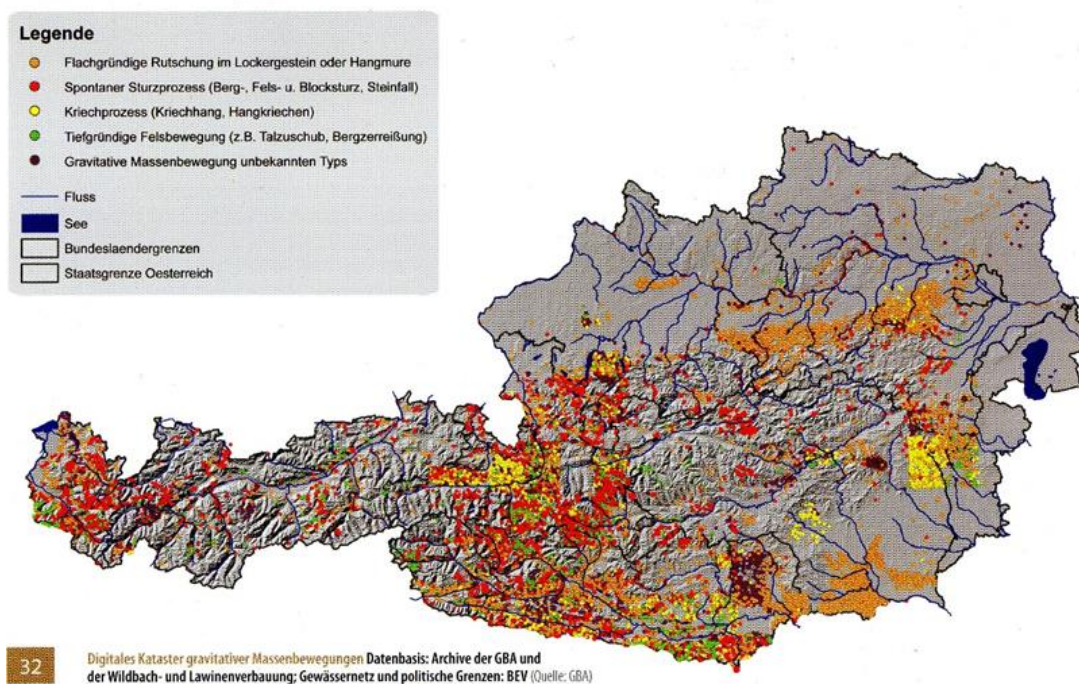 Legende
Flachgründige Rutschung im Lockergestein oder Hangmure
Spontaner Sturzprozess (Berg-, Fels- u. Blocksturz, Steinfall)
Kriechprozess (Kriechhang, Hangkriechen)
Tiefgründige Felsbewegung (z.B. Talzuschub, Bergzerreißung)
Gravitative Massenbewegung unbekannten Typs
Fluss
See
Bundeslaendergrenzen
Staatsgrenze Oesterreich
32
Digitales Kataster gravitativer Massenbewegungen Datenbasis: Archive der GBA und
der Wildbach- und Lawinenverbauung; Gewässernetz und politische Grenzen: BEV (Quelle: GBA)